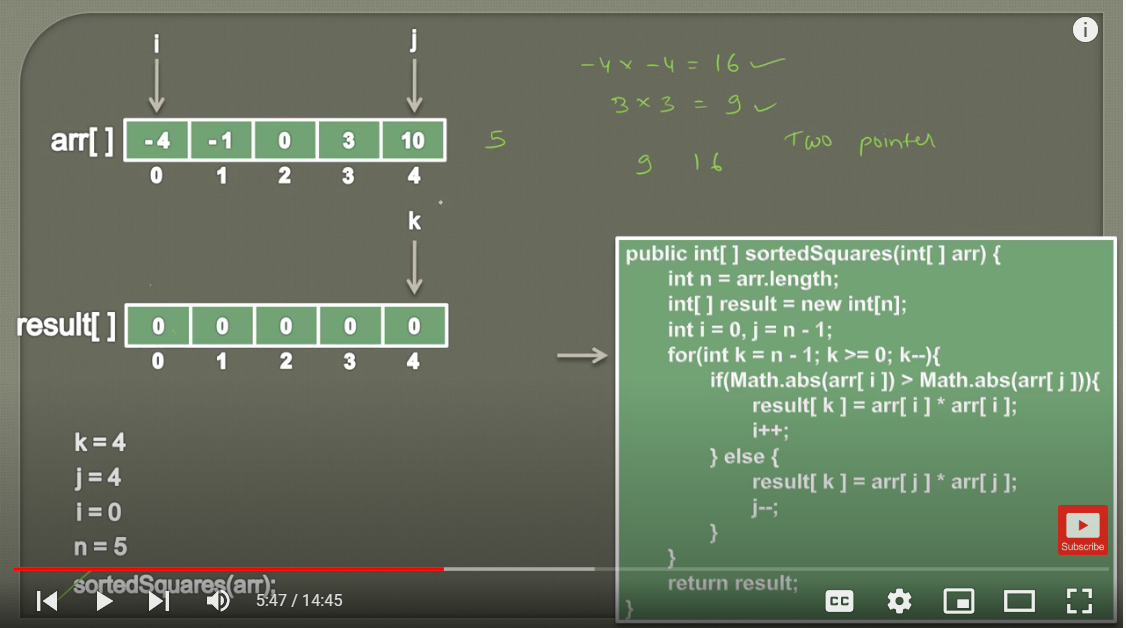 i
j
arr[ ] -4 -1 0 3 10
0 1 2 3 4
5
-4 x -4 = 16
3 x 3 = 9
9 16
Two pointer
k
result[ ] 0 0 0 0 0
0 1 2 3 4
k = 4
j = 4
i = 0
n = 5
sortedSquares(arr);
public int[ ] sortedSquares(int[ ] arr) {
int n = arr.length;
int[ ] result = new int[n];
int i = 0, j = n - 1;
for(int k = n - 1; k >= 0; k--){
if(Math.abs(arr[ i ]) > Math.abs(arr[ j ])){
result[ k ] = arr[ i ] * arr[ i ];
i++;
} else {
result[ k ] = arr[ j ] * arr[ j ];
j--;
}
}
return result;
}
Subscribe
5:47 / 14:45
CC
i